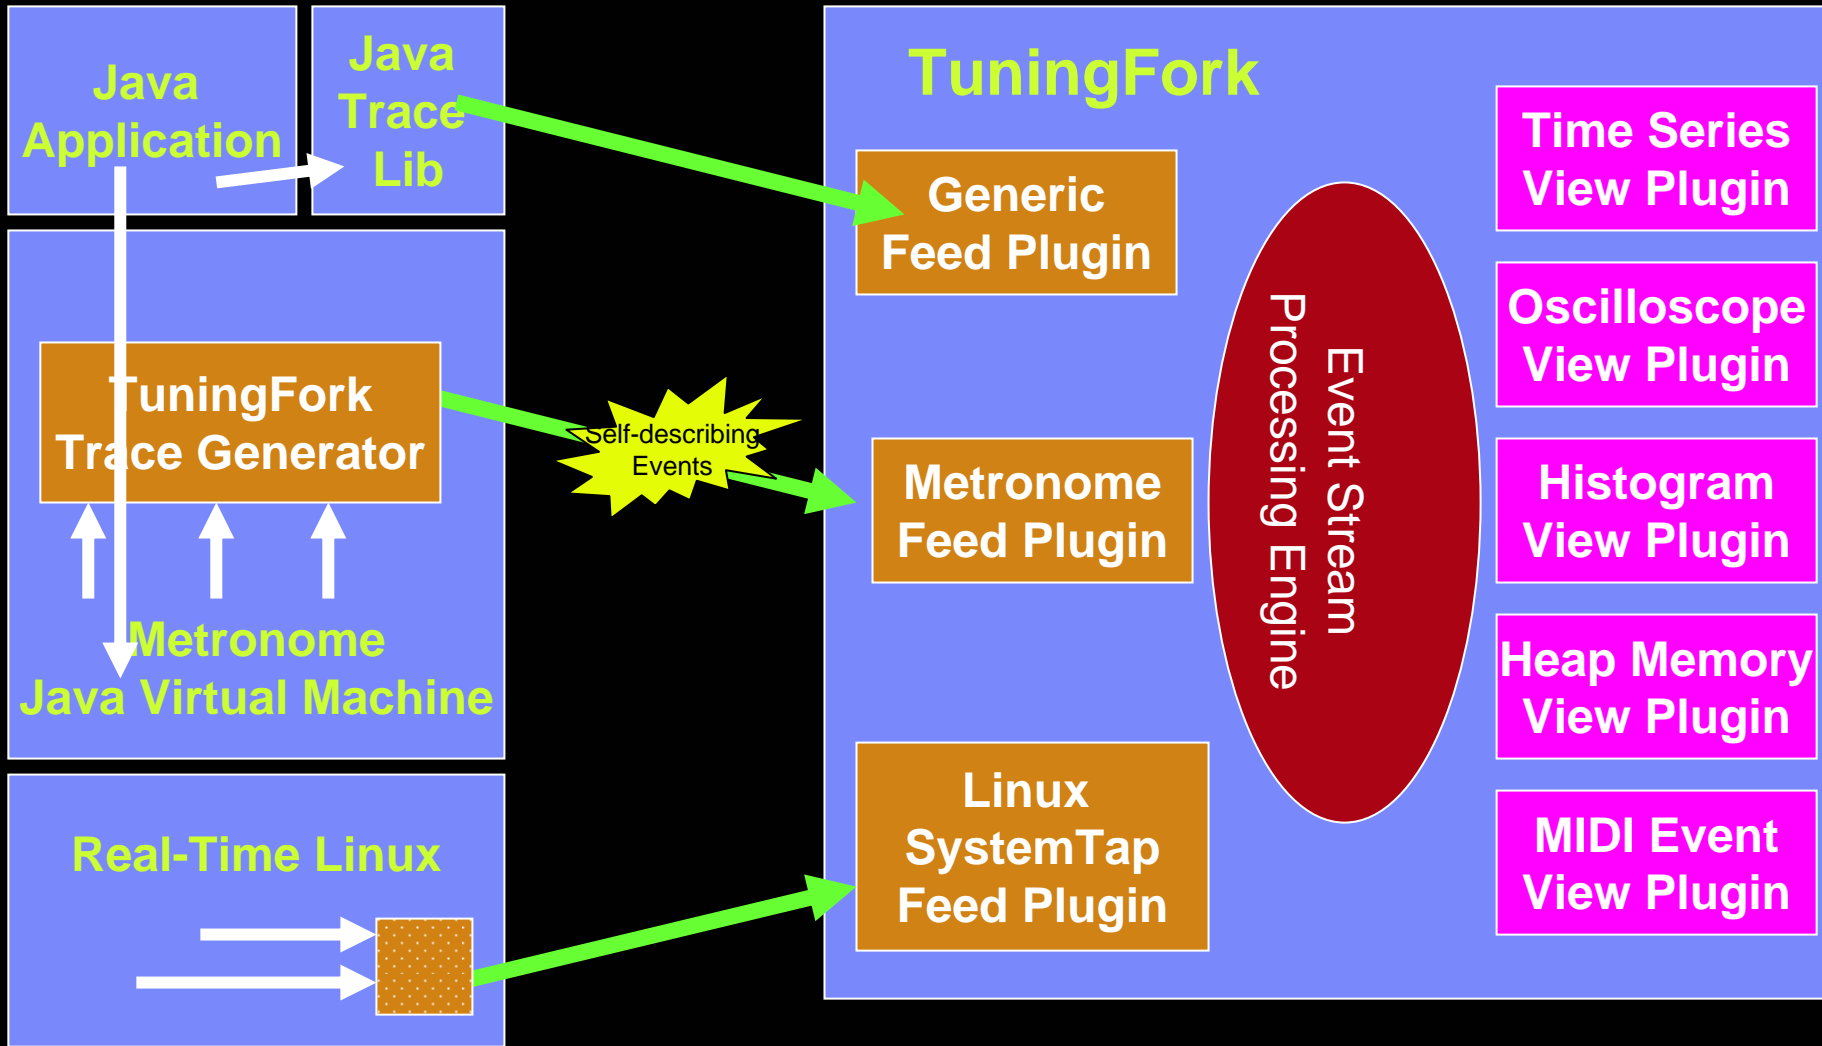 Java
Application
Java
Trace
Lib
TuningFork
Trace Generator
Metronome
Java Virtual Machine
Real-Time Linux
Self-describing
Events
TuningFork
Generic
Feed Plugin
Metronome
Feed Plugin
Linux
SystemTap
Feed Plugin
Event Stream
Processing Engine
Time Series
View Plugin
Oscilloscope
View Plugin
Histogram
View Plugin
Heap Memory
View Plugin
MIDI Event
View Plugin